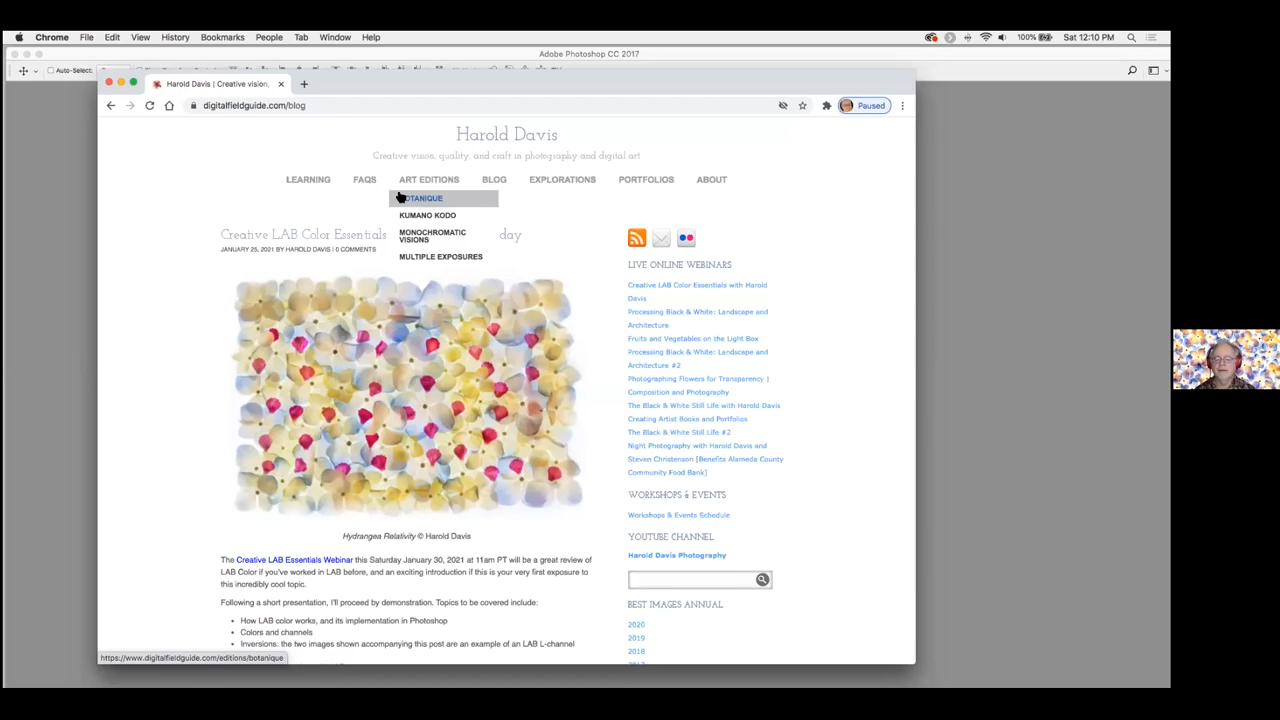 Chrome File Edit View History Bookmarks People Tab Window Help 100% Sat 12:10 PM
Adobe Photoshop CC 2017
Auto-Select:
Harold Davis | Creative vision,
digitalfieldguide.com/blog
Paused
Harold Davis
Creative vision, quality, and craft in photography and digital art
LEARNING FAQS ART EDITIONS BLOG EXPLORATIONS PORTFOLIOS ABOUT
BOTANIQUE
KUMANO KODO
MONOCHROMATIC
VISIONS
MULTIPLE EXPOSURES
Creative LAB Color Essentials day
JANUARY 25, 2021 BY HAROLD DAVIS | 0 COMMENTS
Hydrangea Relativity © Harold Davis
The Creative LAB Essentials Webinar this Saturday January 30, 2021 at 11am PT will be a great review of
LAB Color if you've worked in LAB before, and an exciting introduction if this is your very first exposure to
this incredibly cool topic.
Following a short presentation, I'll proceed by demonstration. Topics to be covered include:
• How LAB color works, and its implementation in Photoshop
• Colors and channels
• Inversions: the two images shown accompanying this post are an example of an LAB L-channel
LIVE ONLINE WEBINARS
Creative LAB Color Essentials with Harold
Davis
Processing Black & White: Landscape and
Architecture
Fruits and Vegetables on the Light Box
Processing Black & White: Landscape and
Architecture #2
Photographing Flowers for Transparency |
Composition and Photography
The Black & White Still Life with Harold Davis
Creating Artist Books and Portfolios
The Black & White Still Life #2
Night Photography with Harold Davis and
Steven Christenson [Benefits Alameda County
Community Food Bank]
WORKSHOPS & EVENTS
Workshops & Events Schedule
YOUTUBE CHANNEL
Harold Davis Photography
BEST IMAGES ANNUAL
2020
2019
2018
https://www.digitalfieldguide.com/editions/botanique